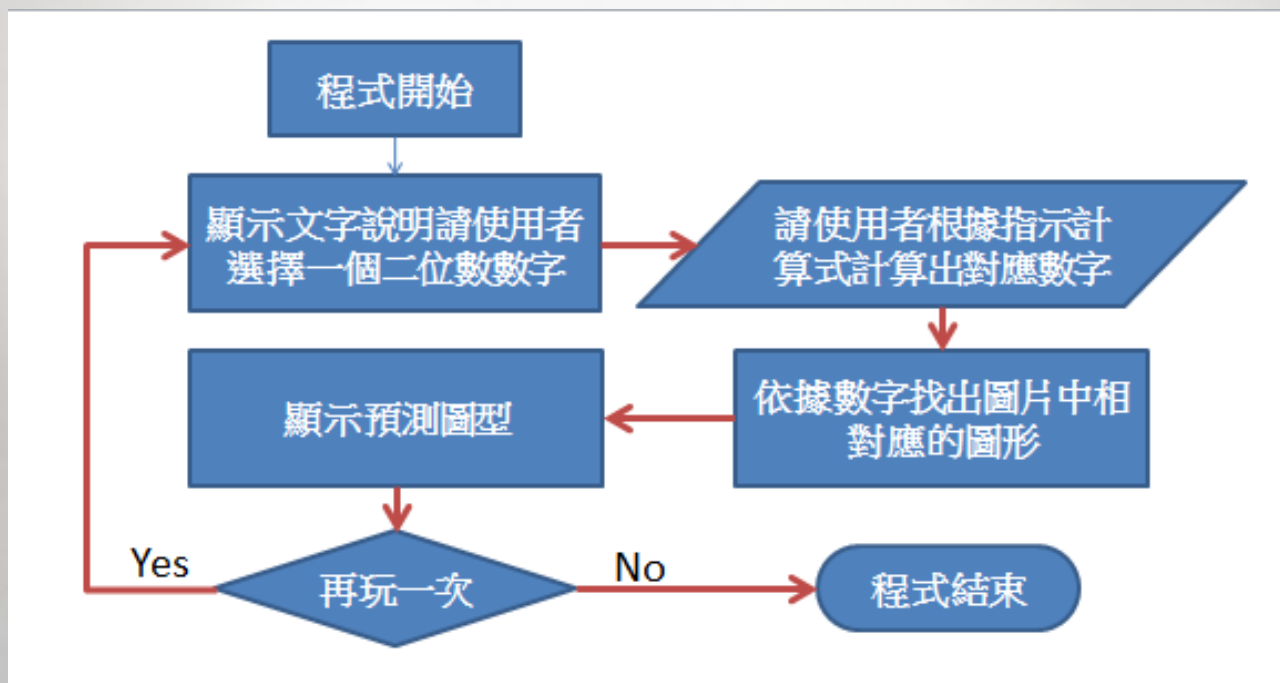 程式開始
顯示文字說明請使用者
選擇一個二位數數字
請使用者根據指示計
算式計算出對應數字
依據數字找出圖片中相
對應的圖形
顯示預測圖型
再玩一次
Yes
No
程式結束